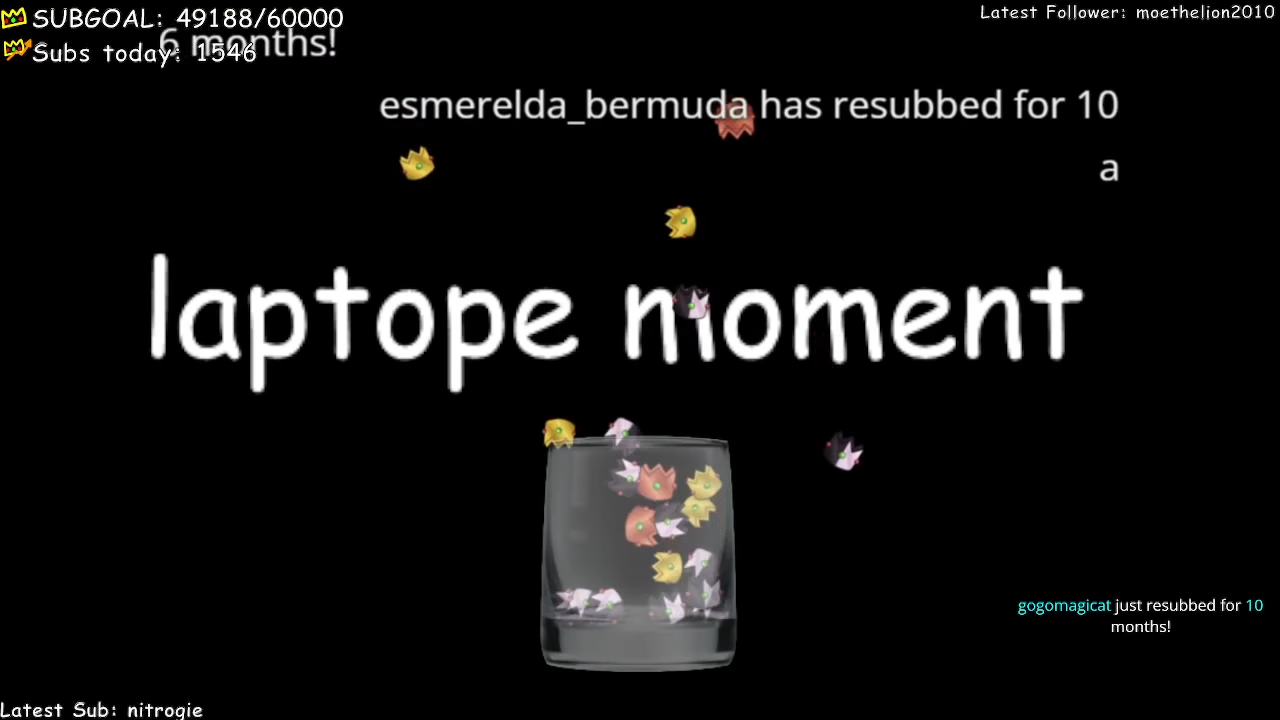 SUBGOAL: 49188/60000
Latest Follower: moethelion2010
6 months!
Subs today: 1546
esmerelda_bermuda has resubbed for 10
a
laptope moment
gogomagicat just resubbed for 10
months!
Latest Sub: nitrogie